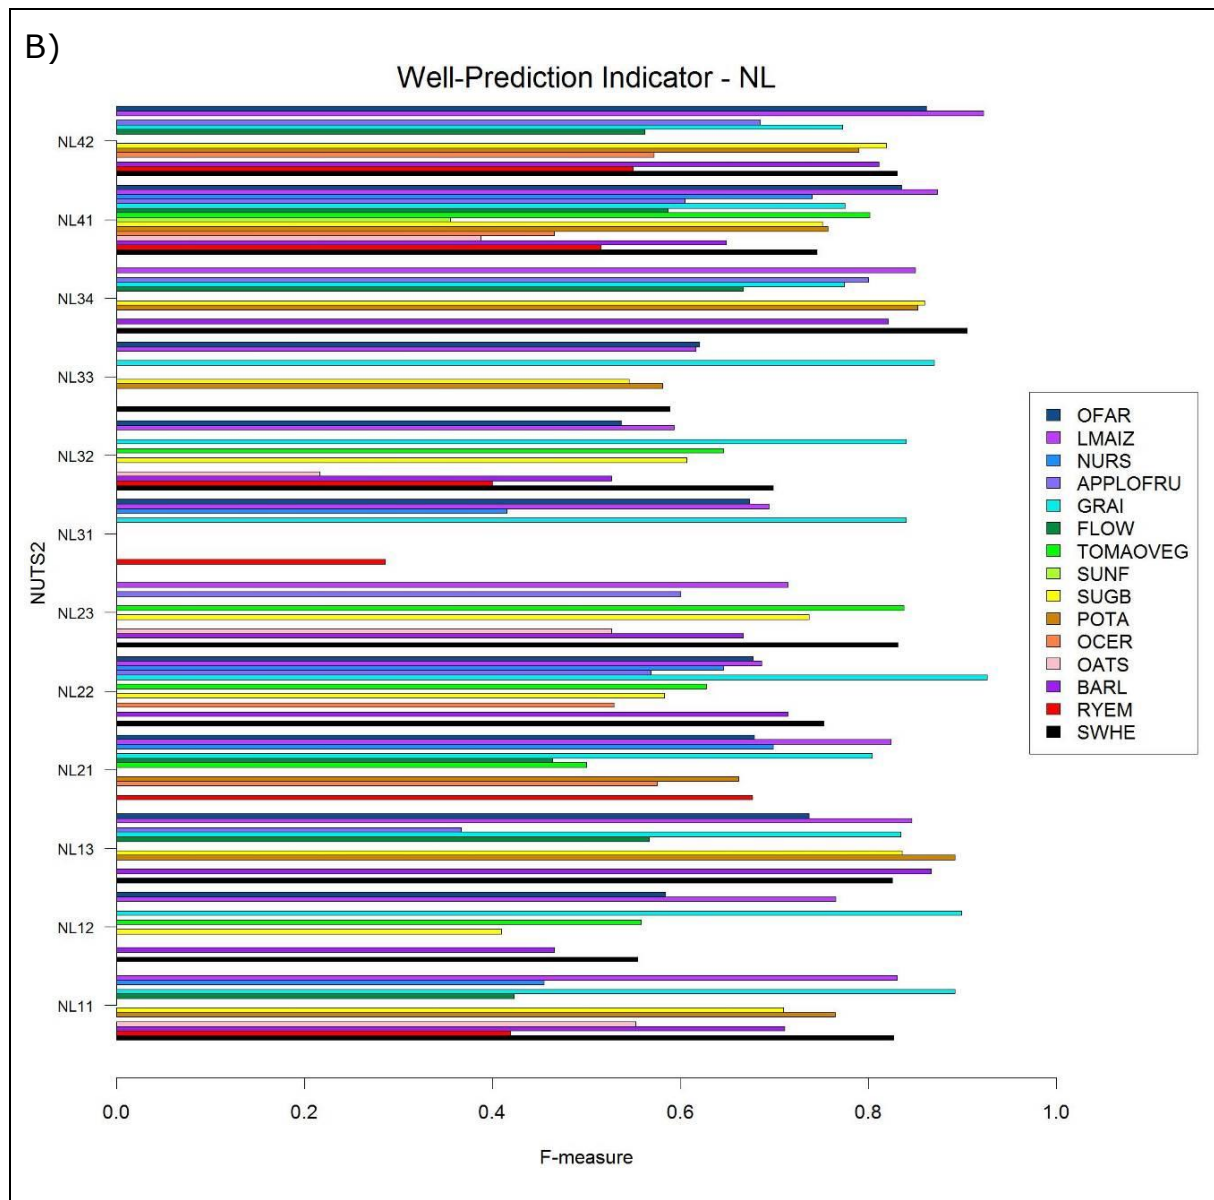 B)
Well-Prediction Indicator - NL
NUTS2
NL42
NL41
NL34
NL33
NL32
NL31
NL23
NL22
NL21
NL13
NL12
NL11
OFAR
LMAIZ
NURS
APPLOFRU
GRAI
FLOW
TOMAOVEG
SUNF
SUGB
POTA
OCER
OATS
BARL
RYEM
SWHE
0.0 0.2 0.4 0.6 0.8 1.0
F-measure